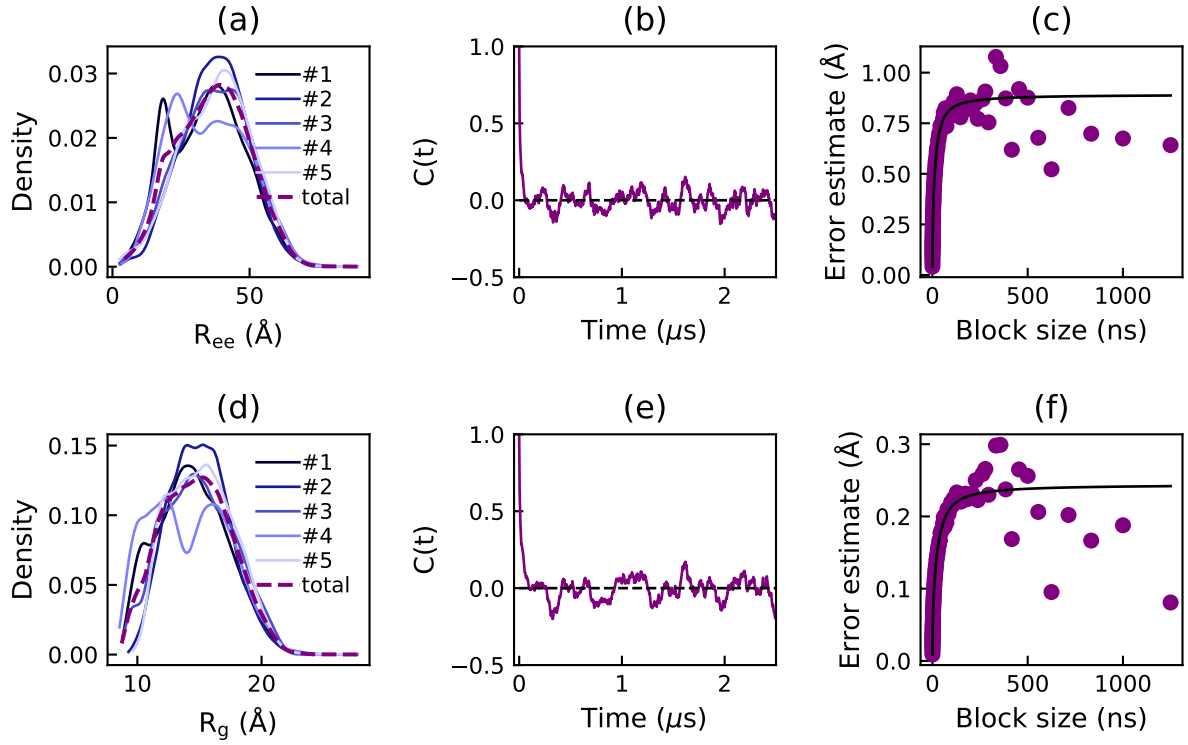 (a)
Density
0.03
0.02
0.01
0.00
#1
#2
#3
#4
#5
total
0
50
R_ee (Å)
(b)
C(t)
1.0
0.5
0.0
−0.5
0
1
2
Time (μs)
(c)
Error estimate (Å)
1.00
0.75
0.50
0.25
0.00
0
500
1000
Block size (ns)
(d)
Density
0.15
0.10
0.05
0.00
#1
#2
#3
#4
#5
total
10
20
R_g (Å)
(e)
C(t)
1.0
0.5
0.0
−0.5
0
1
2
Time (μs)
(f)
Error estimate (Å)
0.3
0.2
0.1
0.0
0
500
1000
Block size (ns)